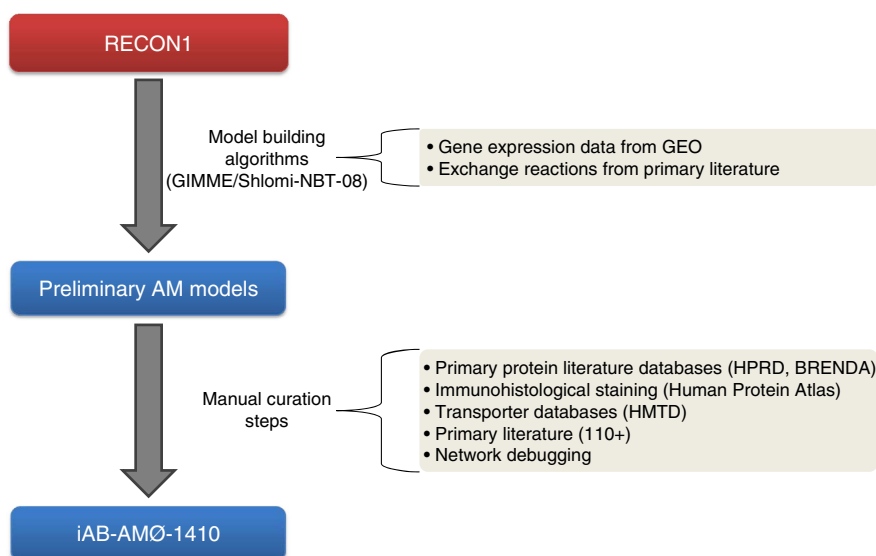 RECON1
Model building
algorithms
(GIMME/Shlomi-NBT-08)
• Gene expression data from GEO
• Exchange reactions from primary literature
Preliminary AM models
Manual curation
steps
• Primary protein literature databases (HPRD, BRENDA)
• Immunohistological staining (Human Protein Atlas)
• Transporter databases (HMTD)
• Primary literature (110+)
• Network debugging
iAB-AMØ-1410